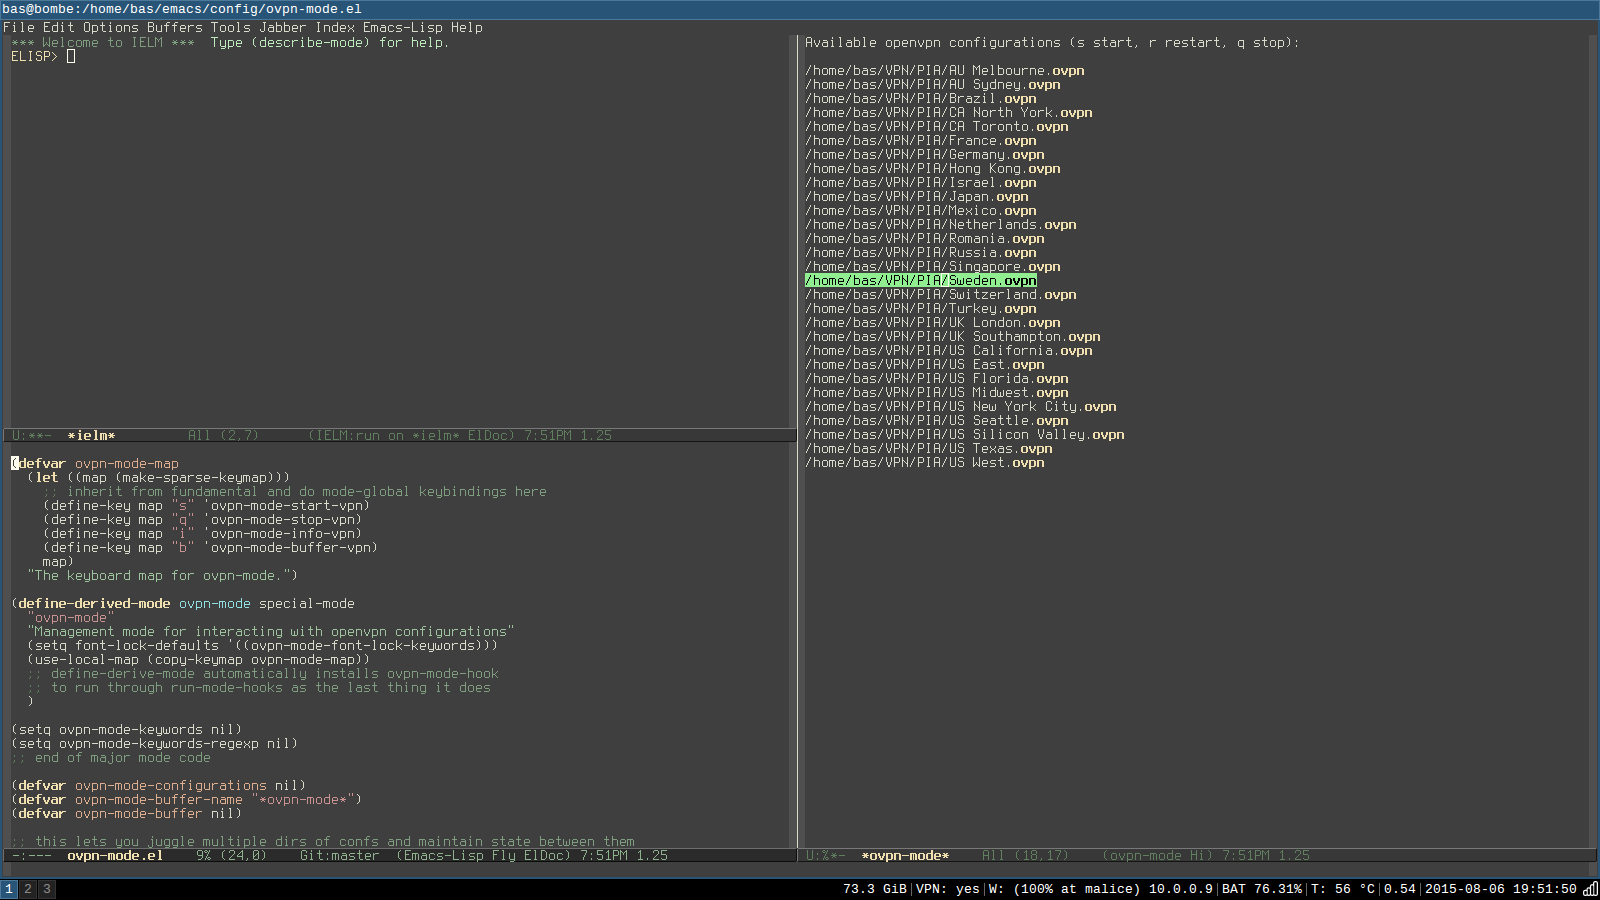 bas@bombe:/home/bas/emacs/config/ovpn-mode.el
File Edit Options Buffers Tools Jabber Index Emacs-Lisp Help
*** Welcome to IELM ***  Type (describe-mode) for help.
ELISP>
U:**-  *ielm*         All (2,7)      (IELM:run on *ielm* ElDoc) 7:51PM 1.25
(defvar ovpn-mode-map
  (let ((map (make-sparse-keymap)))
    ;; inherit from fundamental and do mode-global keybindings here
    (define-key map "s" 'ovpn-mode-start-vpn)
    (define-key map "q" 'ovpn-mode-stop-vpn)
    (define-key map "i" 'ovpn-mode-info-vpn)
    (define-key map "b" 'ovpn-mode-buffer-vpn)
    map)
  "The keyboard map for ovpn-mode.")
(define-derived-mode ovpn-mode special-mode
  "ovpn-mode"
  "Management mode for interacting with openvpn configurations"
  (setq font-lock-defaults '((ovpn-mode-font-lock-keywords)))
  (use-local-map (copy-keymap ovpn-mode-map))
  ;; define-derive-mode automatically installs ovpn-mode-hook
  ;; to run through run-mode-hooks as the last thing it does
  )
(setq ovpn-mode-keywords nil)
(setq ovpn-mode-keywords-regexp nil)
;; end of major mode code
(defvar ovpn-mode-configurations nil)
(defvar ovpn-mode-buffer-name "*ovpn-mode*")
(defvar ovpn-mode-buffer nil)
;; this lets you juggle multiple dirs of confs and maintain state between them
-:---  ovpn-mode.el    9% (24,0)    Git:master  (Emacs-Lisp Fly ElDoc) 7:51PM 1.25
Available openvpn configurations (s start, r restart, q stop):
/home/bas/VPN/PIA/AU Melbourne.ovpn
/home/bas/VPN/PIA/AU Sydney.ovpn
/home/bas/VPN/PIA/Brazil.ovpn
/home/bas/VPN/PIA/CA North York.ovpn
/home/bas/VPN/PIA/CA Toronto.ovpn
/home/bas/VPN/PIA/France.ovpn
/home/bas/VPN/PIA/Germany.ovpn
/home/bas/VPN/PIA/Hong Kong.ovpn
/home/bas/VPN/PIA/Israel.ovpn
/home/bas/VPN/PIA/Japan.ovpn
/home/bas/VPN/PIA/Mexico.ovpn
/home/bas/VPN/PIA/Netherlands.ovpn
/home/bas/VPN/PIA/Romania.ovpn
/home/bas/VPN/PIA/Russia.ovpn
/home/bas/VPN/PIA/Singapore.ovpn
/home/bas/VPN/PIA/Sweden.ovpn
/home/bas/VPN/PIA/Switzerland.ovpn
/home/bas/VPN/PIA/Turkey.ovpn
/home/bas/VPN/PIA/UK London.ovpn
/home/bas/VPN/PIA/UK Southampton.ovpn
/home/bas/VPN/PIA/US California.ovpn
/home/bas/VPN/PIA/US East.ovpn
/home/bas/VPN/PIA/US Florida.ovpn
/home/bas/VPN/PIA/US Midwest.ovpn
/home/bas/VPN/PIA/US New York City.ovpn
/home/bas/VPN/PIA/US Seattle.ovpn
/home/bas/VPN/PIA/US Silicon Valley.ovpn
/home/bas/VPN/PIA/US Texas.ovpn
/home/bas/VPN/PIA/US West.ovpn
U:%*-  *ovpn-mode*    All (18,17)    (ovpn-mode Hi) 7:51PM 1.25
1 2 3
73.3 GiB|VPN: yes|W: (100% at malice) 10.0.0.9|BAT 76.31%|T: 56 °C|0.54|2015-08-06 19:51:50